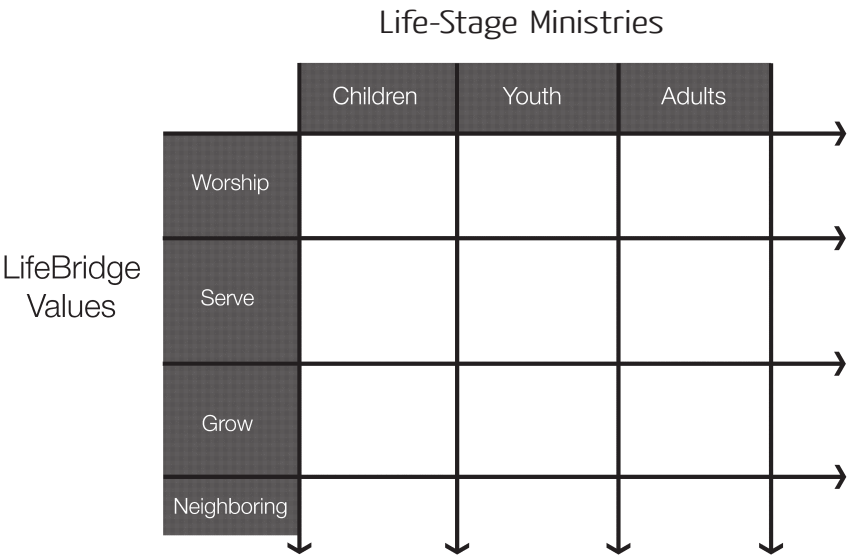 Life-Stage Ministries
Children Youth Adults
Worship
LifeBridge
Values
Serve
Grow
Neighboring